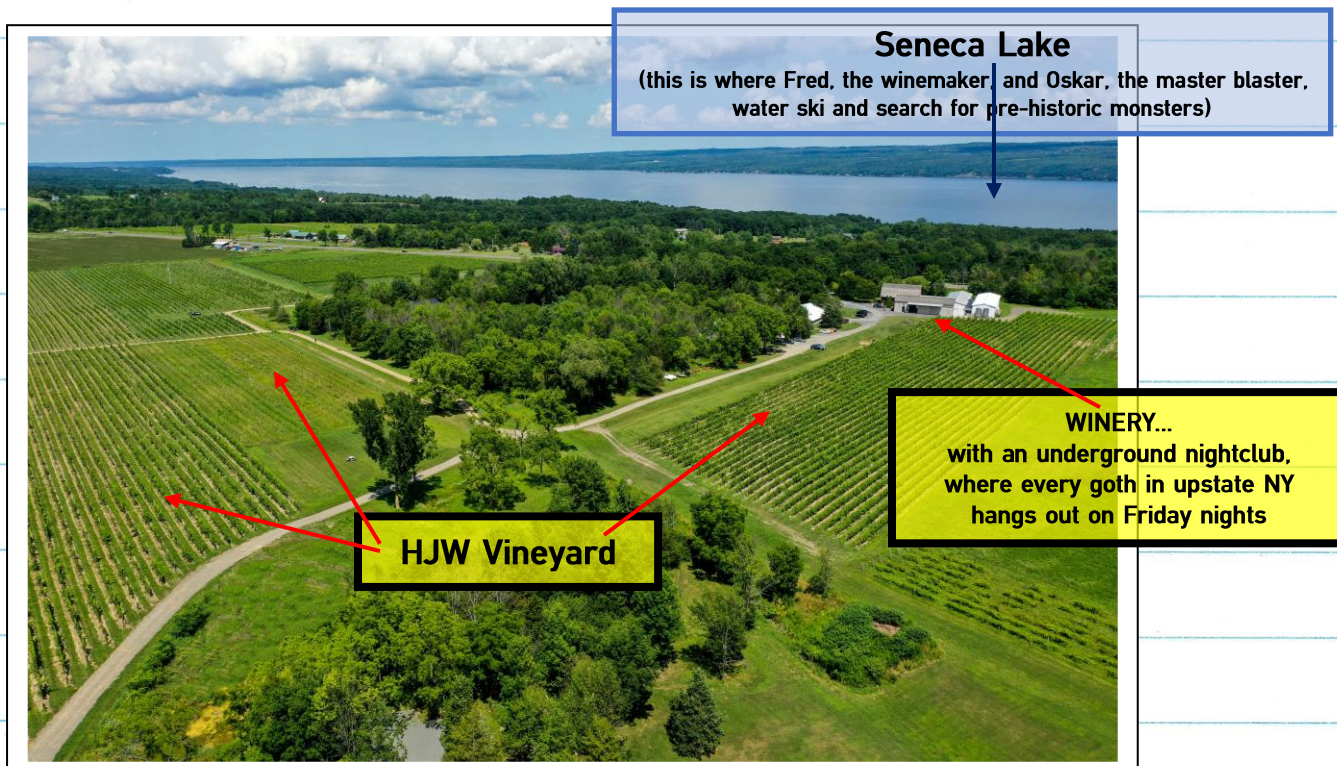 Seneca Lake
(this is where Fred, the winemaker, and Oskar, the master blaster,
water ski and search for pre-historic monsters)
WINERY...
with an underground nightclub,
where every goth in upstate NY
hangs out on Friday nights
HJW Vineyard